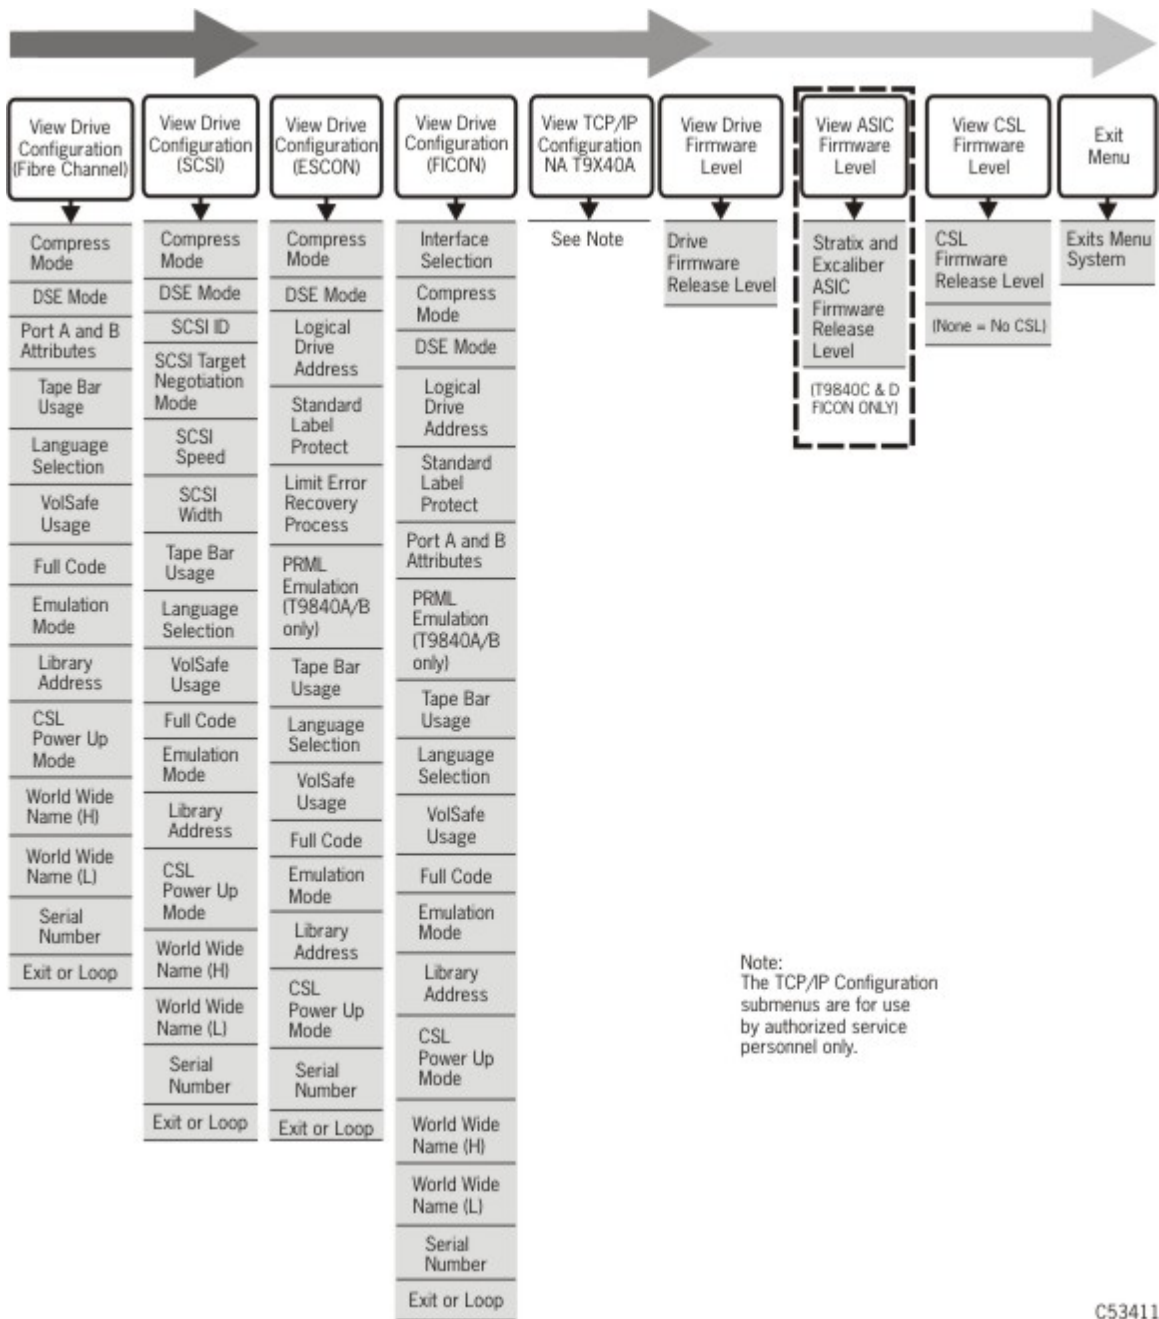 View Drive
Configuration
(Fibre Channel)
Compress
Mode
DSE Mode
Port A and B
Attributes
Tape Bar
Usage
Language
Selection
VolSafe
Usage
Full Code
Emulation
Mode
Library
Address
CSL
Power Up
Mode
World Wide
Name (H)
World Wide
Name (L)
Serial
Number
Exit or Loop
View Drive
Configuration
(SCSI)
Compress
Mode
DSE Mode
SCSI ID
SCSI Target
Negotiation
Mode
SCSI
Speed
SCSI
Width
Tape Bar
Usage
Language
Selection
VolSafe
Usage
Full Code
Emulation
Mode
Library
Address
CSL
Power Up
Mode
World Wide
Name (H)
World Wide
Name (L)
Serial
Number
Exit or Loop
View Drive
Configuration
(ESCON)
Compress
Mode
DSE Mode
Logical
Drive
Address
Standard
Label
Protect
Limit Error
Recovery
Process
PRML
Emulation
(T9840A/B
only)
Tape Bar
Usage
Language
Selection
VolSafe
Usage
Full Code
Emulation
Mode
Library
Address
CSL
Power Up
Mode
Serial
Number
Exit or Loop
View Drive
Configuration
(FICON)
Interface
Selection
Compress
Mode
DSE Mode
Logical
Drive
Address
Standard
Label
Protect
Port A and B
Attributes
PRML
Emulation
(T9840A/B
only)
Tape Bar
Usage
Language
Selection
VolSafe
Usage
Full Code
Emulation
Mode
Library
Address
CSL
Power Up
Mode
World Wide
Name (H)
World Wide
Name (L)
Serial
Number
Exit or Loop
View TCP/IP
Configuration
NA T9X40A
See Note
View Drive
Firmware
Level
Drive
Firmware
Release Level
View ASIC
Firmware
Level
Stratix and
Excaliber
ASIC
Firmware
Release
Level
(T9840C & D
FICON ONLY)
View CSL
Firmware
Level
CSL
Firmware
Release Level
(None = No CSL)
Exit
Menu
Exits Menu
System
Note:
The TCP/IP Configuration
submenus are for use
by authorized service
personnel only.
C53411